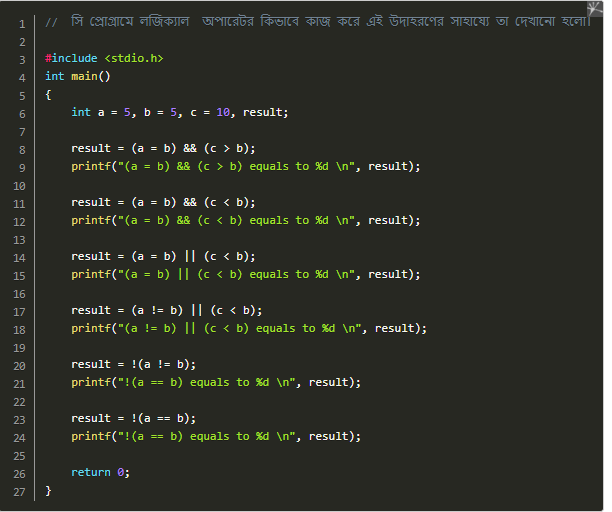 1 //  সি প্রোগ্রামে লজিক্যাল  অপারেটর কিভাবে কাজ করে এই উদাহরণের সাহায্যে তা দেখানো হলো।
2
3 #include <stdio.h>
4 int main()
5 {
6     int a = 5, b = 5, c = 10, result;
7
8     result = (a = b) && (c > b);
9     printf("(a = b) && (c > b) equals to %d \n", result);
10
11     result = (a = b) && (c < b);
12     printf("(a = b) && (c < b) equals to %d \n", result);
13
14     result = (a = b) || (c < b);
15     printf("(a = b) || (c < b) equals to %d \n", result);
16
17     result = (a != b) || (c < b);
18     printf("(a != b) || (c < b) equals to %d \n", result);
19
20     result = !(a != b);
21     printf("!(a == b) equals to %d \n", result);
22
23     result = !(a == b);
24     printf("!(a == b) equals to %d \n", result);
25
26     return 0;
27 }